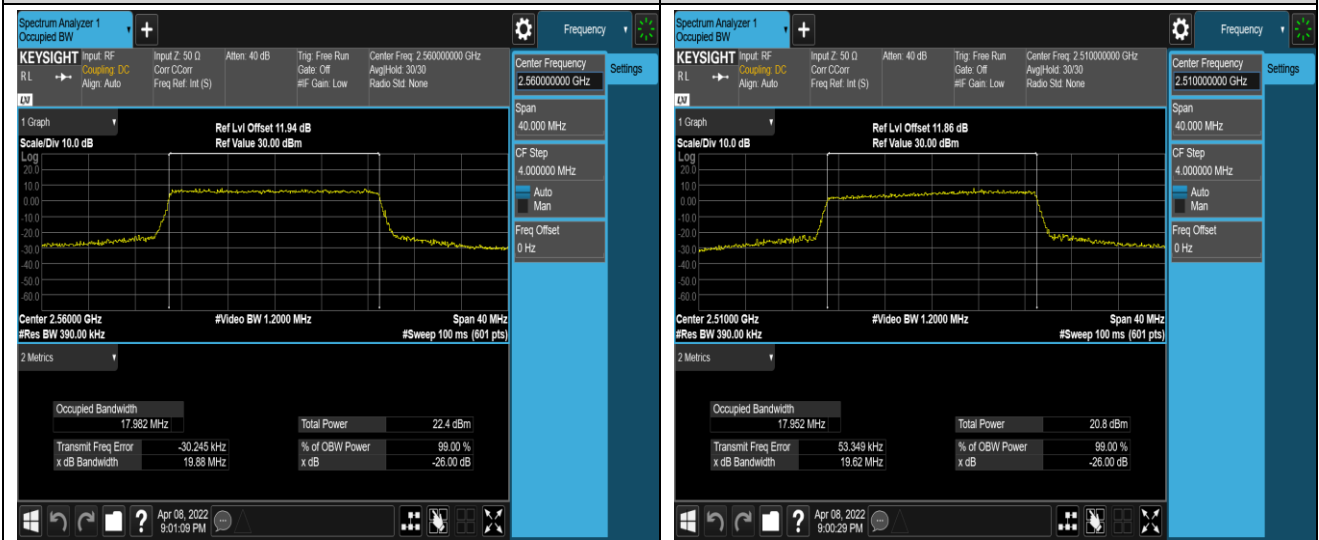 Spectrum Analyzer 1
Occupied BW
+
Frequency
KEYSIGHT Input: RF Input Z: 50 Ω Atten: 40 dB Trig: Free Run Center Freq: 2.560000000 GHz
R L Coupling: DC Corr CCorr Gate: Off Avg|Hold: 30/30
Align: Auto Freq Ref: Int (S) #IF Gain: Low Radio Std: None
LXI
Center Frequency
2.560000000 GHz
Settings
Span
40.000 MHz
CF Step
4.000000 MHz
Auto
Man
Freq Offset
0 Hz
1 Graph
Ref Lvl Offset 11.94 dB
Scale/Div 10.0 dB Ref Value 30.00 dBm
Log
20.0
10.0
0.00
-10.0
-20.0
-30.0
-40.0
-50.0
-60.0
Center 2.56000 GHz #Video BW 1.2000 MHz Span 40 MHz
#Res BW 390.00 kHz #Sweep 100 ms (601 pts)
2 Metrics
Occupied Bandwidth
17.982 MHz Total Power 22.4 dBm
Transmit Freq Error -30.245 kHz % of OBW Power 99.00 %
x dB Bandwidth 19.88 MHz x dB -26.00 dB
? Apr 08, 2022
9:01:09 PM
Spectrum Analyzer 1
Occupied BW
+
Frequency
KEYSIGHT Input: RF Input Z: 50 Ω Atten: 40 dB Trig: Free Run Center Freq: 2.510000000 GHz
R L Coupling: DC Corr CCorr Gate: Off Avg|Hold: 30/30
Align: Auto Freq Ref: Int (S) #IF Gain: Low Radio Std: None
LXI
Center Frequency
2.510000000 GHz
Settings
Span
40.000 MHz
CF Step
4.000000 MHz
Auto
Man
Freq Offset
0 Hz
1 Graph
Ref Lvl Offset 11.86 dB
Scale/Div 10.0 dB Ref Value 30.00 dBm
Log
20.0
10.0
0.00
-10.0
-20.0
-30.0
-40.0
-50.0
-60.0
Center 2.51000 GHz #Video BW 1.2000 MHz Span 40 MHz
#Res BW 390.00 kHz #Sweep 100 ms (601 pts)
2 Metrics
Occupied Bandwidth
17.952 MHz Total Power 20.8 dBm
Transmit Freq Error 53.349 kHz % of OBW Power 99.00 %
x dB Bandwidth 19.62 MHz x dB -26.00 dB
? Apr 08, 2022
9:00:29 PM